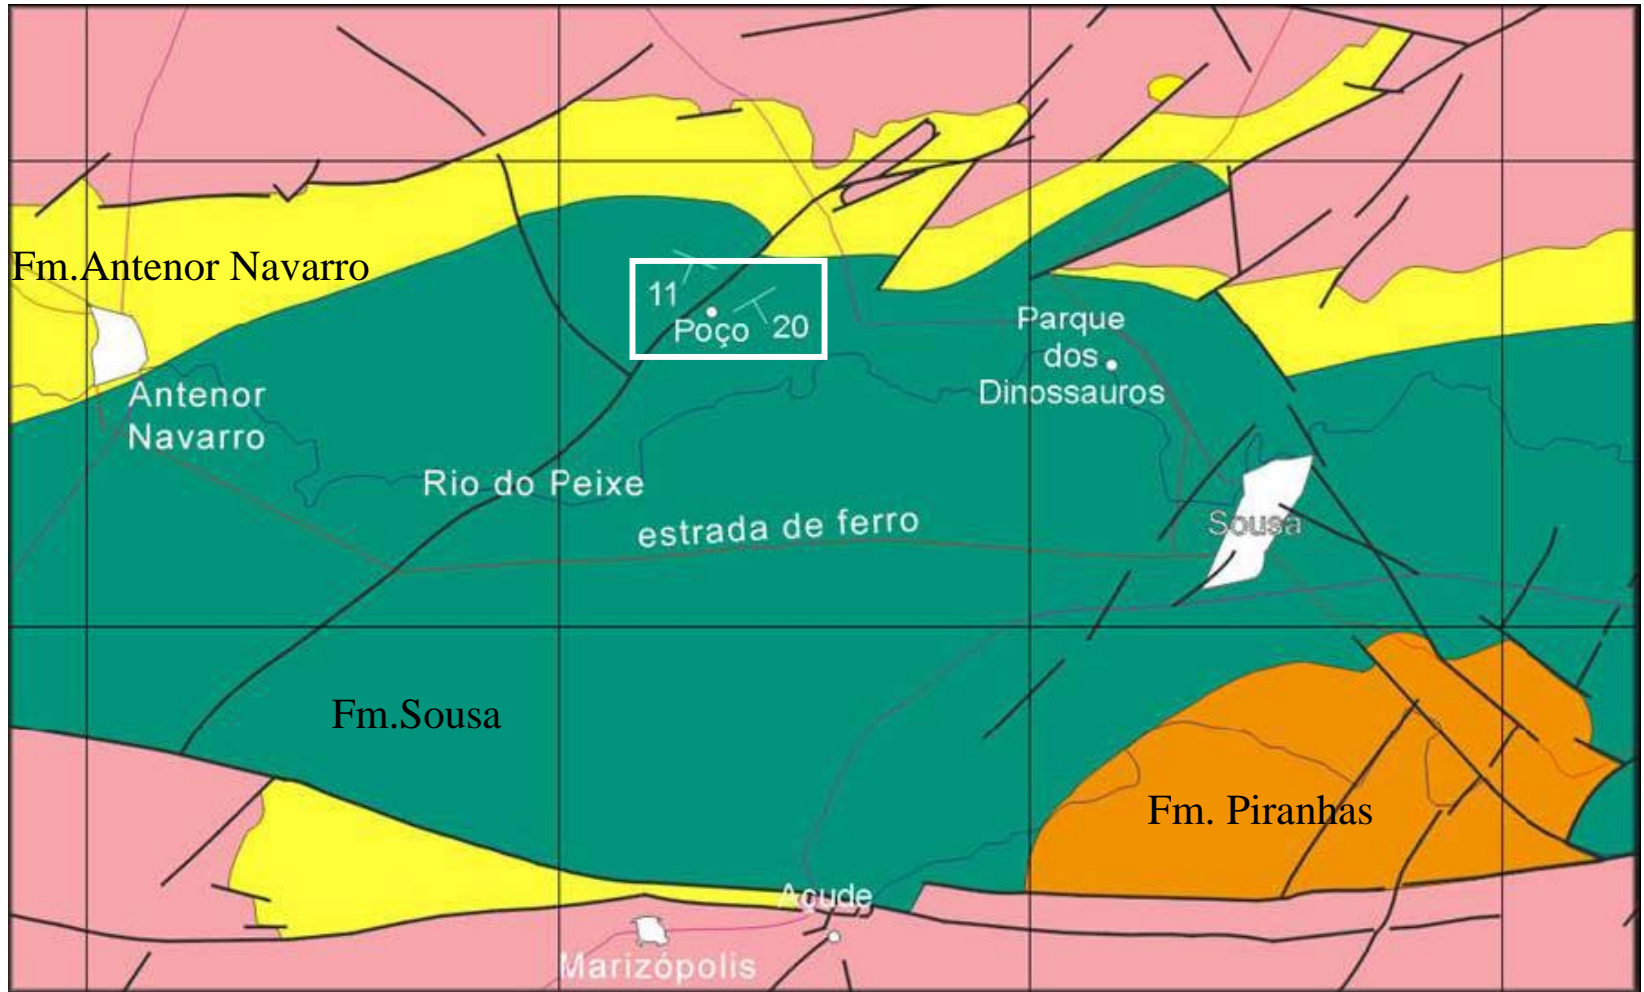 Fm.Antenor Navarro
11
Poço
20
Parque
dos
Dinossauros
Antenor
Navarro
Rio do Peixe
estrada de ferro
Sousa
Fm.Sousa
Fm. Piranhas
Açude
Marizópolis